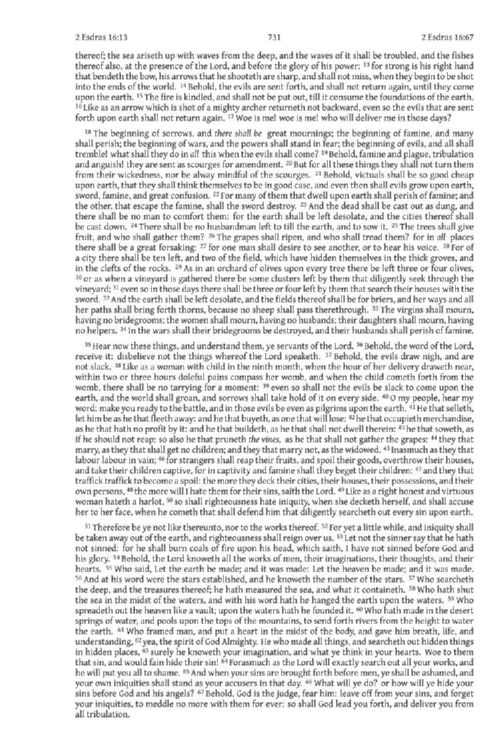 2 Esdras 16:13 731 2 Esdras 16:67
thereof; the sea ariseth up with waves from the deep, and the waves of it shall be troubled, and the fishes
thereof also, at the presence of the Lord, and before the glory of his power: 13 for strong is his right hand
that bendeth the bow, his arrows that he shooteth are sharp, and shall not miss, when they begin to be shot
into the ends of the world. 14 Behold, the evils are sent forth, and shall not return again, until they come
upon the earth. 15 The fire is kindled, and shall not be put out, till it consume the foundations of the earth.
16 Like as an arrow which is shot of a mighty archer returneth not backward, even so the evils that are sent
forth upon earth shall not return again. 17 Woe is me! woe is me! who will deliver me in those days?
18 The beginning of sorrows, and there shall be great mournings; the beginning of famine, and many
shall perish; the beginning of wars, and the powers shall stand in fear; the beginning of evils, and all shall
tremble! what shall they do in all this when the evils shall come? 19 Behold, famine and plague, tribulation
and anguish! they are sent as scourges for amendment. 20 But for all these things they shall not turn them
from their wickedness, nor be alway mindful of the scourges. 21 Behold, victuals shall be so good cheap
upon earth, that they shall think themselves to be in good case, and even then shall evils grow upon earth,
sword, famine, and great confusion. 22 For many of them that dwell upon earth shall perish of famine; and
the other, that escape the famine, shall the sword destroy. 23 And the dead shall be cast out as dung, and
there shall be no man to comfort them: for the earth shall be left desolate, and the cities thereof shall
be cast down. 24 There shall be no husbandman left to till the earth, and to sow it. 25 The trees shall give
fruit, and who shall gather them? 26 The grapes shall ripen, and who shall tread them? for in all places
there shall be a great forsaking: 27 for one man shall desire to see another, or to hear his voice. 28 For of
a city there shall be ten left, and two of the field, which have hidden themselves in the thick groves, and
in the clefts of the rocks. 29 As in an orchard of olives upon every tree there be left three or four olives,
30 or as when a vineyard is gathered there be some clusters left by them that diligently seek through the
vineyard; 31 even so in those days there shall be three or four left by them that search their houses with the
sword. 32 And the earth shall be left desolate, and the fields thereof shall be for briers, and her ways and all
her paths shall bring forth thorns, because no sheep shall pass therethrough. 33 The virgins shall mourn,
having no bridegrooms; the women shall mourn, having no husbands; their daughters shall mourn, having
no helpers. 34 In the wars shall their bridegrooms be destroyed, and their husbands shall perish of famine.
35 Hear now these things, and understand them, ye servants of the Lord. 36 Behold, the word of the Lord,
receive it: disbelieve not the things whereof the Lord speaketh. 37 Behold, the evils draw nigh, and are
not slack. 38 Like as a woman with child in the ninth month, when the hour of her delivery draweth near,
within two or three hours doleful pains compass her womb, and when the child cometh forth from the
womb, there shall be no tarrying for a moment: 39 even so shall not the evils be slack to come upon the
earth, and the world shall groan, and sorrows shall take hold of it on every side. 40 O my people, hear my
word: make you ready to the battle, and in those evils be even as pilgrims upon the earth. 41 He that selleth,
let him be as he that fleeth away: and he that buyeth, as one that will lose: 42 he that occupieth merchandise,
as he that hath no profit by it: and he that buildeth, as he that shall not dwell therein: 43 he that soweth, as
if he should not reap: so also he that pruneth the vines, as he that shall not gather the grapes: 44 they that
marry, as they that shall get no children; and they that marry not, as the widowed. 45 Inasmuch as they that
labour labour in vain; 46 for strangers shall reap their fruits, and spoil their goods, overthrow their houses,
and take their children captive, for in captivity and famine shall they beget their children: 47 and they that
traffick traffick to become a spoil: the more they deck their cities, their houses, their possessions, and their
own persons, 48 the more will I hate them for their sins, saith the Lord. 49 Like as a right honest and virtuous
woman hateth a harlot, 50 so shall righteousness hate iniquity, when she decketh herself, and shall accuse
her to her face, when he cometh that shall defend him that diligently searcheth out every sin upon earth.
51 Therefore be ye not like thereunto, nor to the works thereof. 52 For yet a little while, and iniquity shall
be taken away out of the earth, and righteousness shall reign over us. 53 Let not the sinner say that he hath
not sinned: for he shall burn coals of fire upon his head, which saith, I have not sinned before God and
his glory. 54 Behold, the Lord knoweth all the works of men, their imaginations, their thoughts, and their
hearts. 55 Who said, Let the earth be made; and it was made: Let the heaven be made; and it was made.
56 And at his word were the stars established, and he knoweth the number of the stars. 57 Who searcheth
the deep, and the treasures thereof; he hath measured the sea, and what it containeth. 58 Who hath shut
the sea in the midst of the waters, and with his word hath he hanged the earth upon the waters. 59 Who
spreadeth out the heaven like a vault; upon the waters hath he founded it. 60 Who hath made in the desert
springs of water, and pools upon the tops of the mountains, to send forth rivers from the height to water
the earth. 61 Who framed man, and put a heart in the midst of the body, and gave him breath, life, and
understanding, 62 yea, the spirit of God Almighty. He who made all things, and searcheth out hidden things
in hidden places, 63 surely he knoweth your imagination, and what ye think in your hearts. Woe to them
that sin, and would fain hide their sin! 64 Forasmuch as the Lord will exactly search out all your works, and
he will put you all to shame. 65 And when your sins are brought forth before men, ye shall be ashamed, and
your own iniquities shall stand as your accusers in that day. 66 What will ye do? or how will ye hide your
sins before God and his angels? 67 Behold, God is the judge, fear him: leave off from your sins, and forget
your iniquities, to meddle no more with them for ever: so shall God lead you forth, and deliver you from
all tribulation.